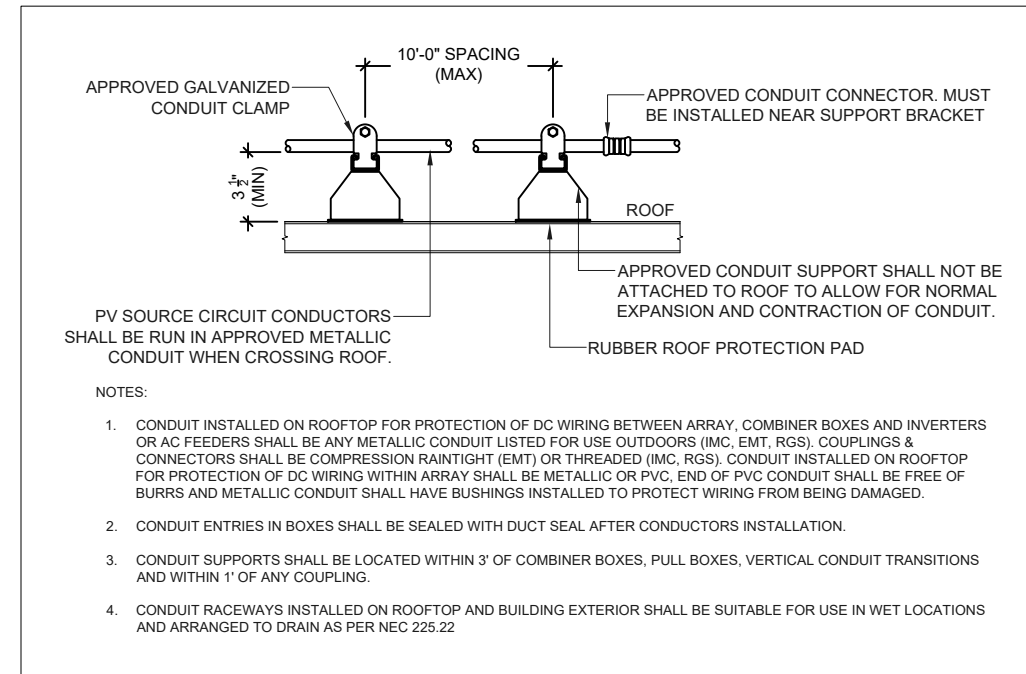 10'-0" SPACING
(MAX)
APPROVED GALVANIZED
CONDUIT CLAMP
APPROVED CONDUIT CONNECTOR. MUST
BE INSTALLED NEAR SUPPORT BRACKET
3 1/2"
(MIN)
ROOF
APPROVED CONDUIT SUPPORT SHALL NOT BE
ATTACHED TO ROOF TO ALLOW FOR NORMAL
EXPANSION AND CONTRACTION OF CONDUIT.
PV SOURCE CIRCUIT CONDUCTORS
SHALL BE RUN IN APPROVED METALLIC
CONDUIT WHEN CROSSING ROOF.
RUBBER ROOF PROTECTION PAD
NOTES:
1. CONDUIT INSTALLED ON ROOFTOP FOR PROTECTION OF DC WIRING BETWEEN ARRAY, COMBINER BOXES AND INVERTERS
OR AC FEEDERS SHALL BE ANY METALLIC CONDUIT LISTED FOR USE OUTDOORS (IMC, EMT, RGS). COUPLINGS &
CONNECTORS SHALL BE COMPRESSION RAINTIGHT (EMT) OR THREADED (IMC, RGS). CONDUIT INSTALLED ON ROOFTOP
FOR PROTECTION OF DC WIRING WITHIN ARRAY SHALL BE METALLIC OR PVC, END OF PVC CONDUIT SHALL BE FREE OF
BURRS AND METALLIC CONDUIT SHALL HAVE BUSHINGS INSTALLED TO PROTECT WIRING FROM BEING DAMAGED.
2. CONDUIT ENTRIES IN BOXES SHALL BE SEALED WITH DUCT SEAL AFTER CONDUCTORS INSTALLATION.
3. CONDUIT SUPPORTS SHALL BE LOCATED WITHIN 3' OF COMBINER BOXES, PULL BOXES, VERTICAL CONDUIT TRANSITIONS
AND WITHIN 1' OF ANY COUPLING.
4. CONDUIT RACEWAYS INSTALLED ON ROOFTOP AND BUILDING EXTERIOR SHALL BE SUITABLE FOR USE IN WET LOCATIONS
AND ARRANGED TO DRAIN AS PER NEC 225.22